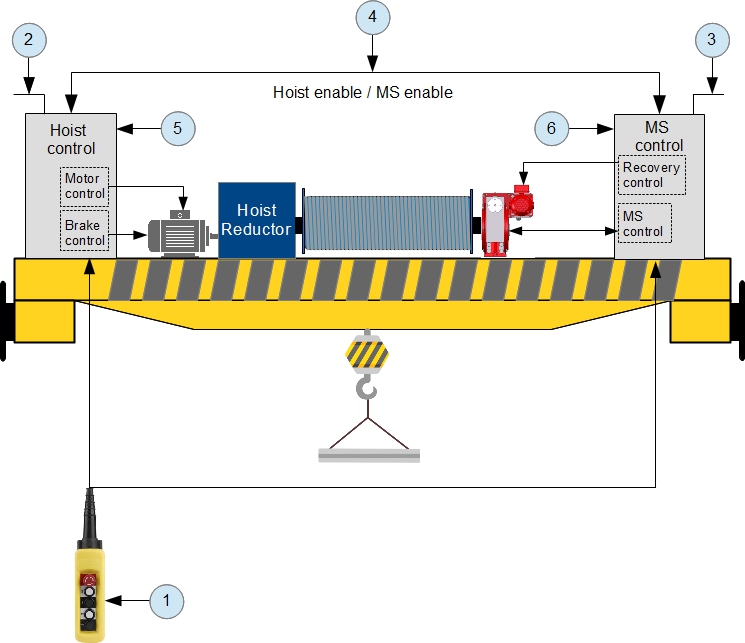 4
2
3
Hoist enable / MS enable
5
6
Hoist
control
MS
control
Motor
control
Recovery
control
Brake
control
Hoist
Reductor
MS
control
1